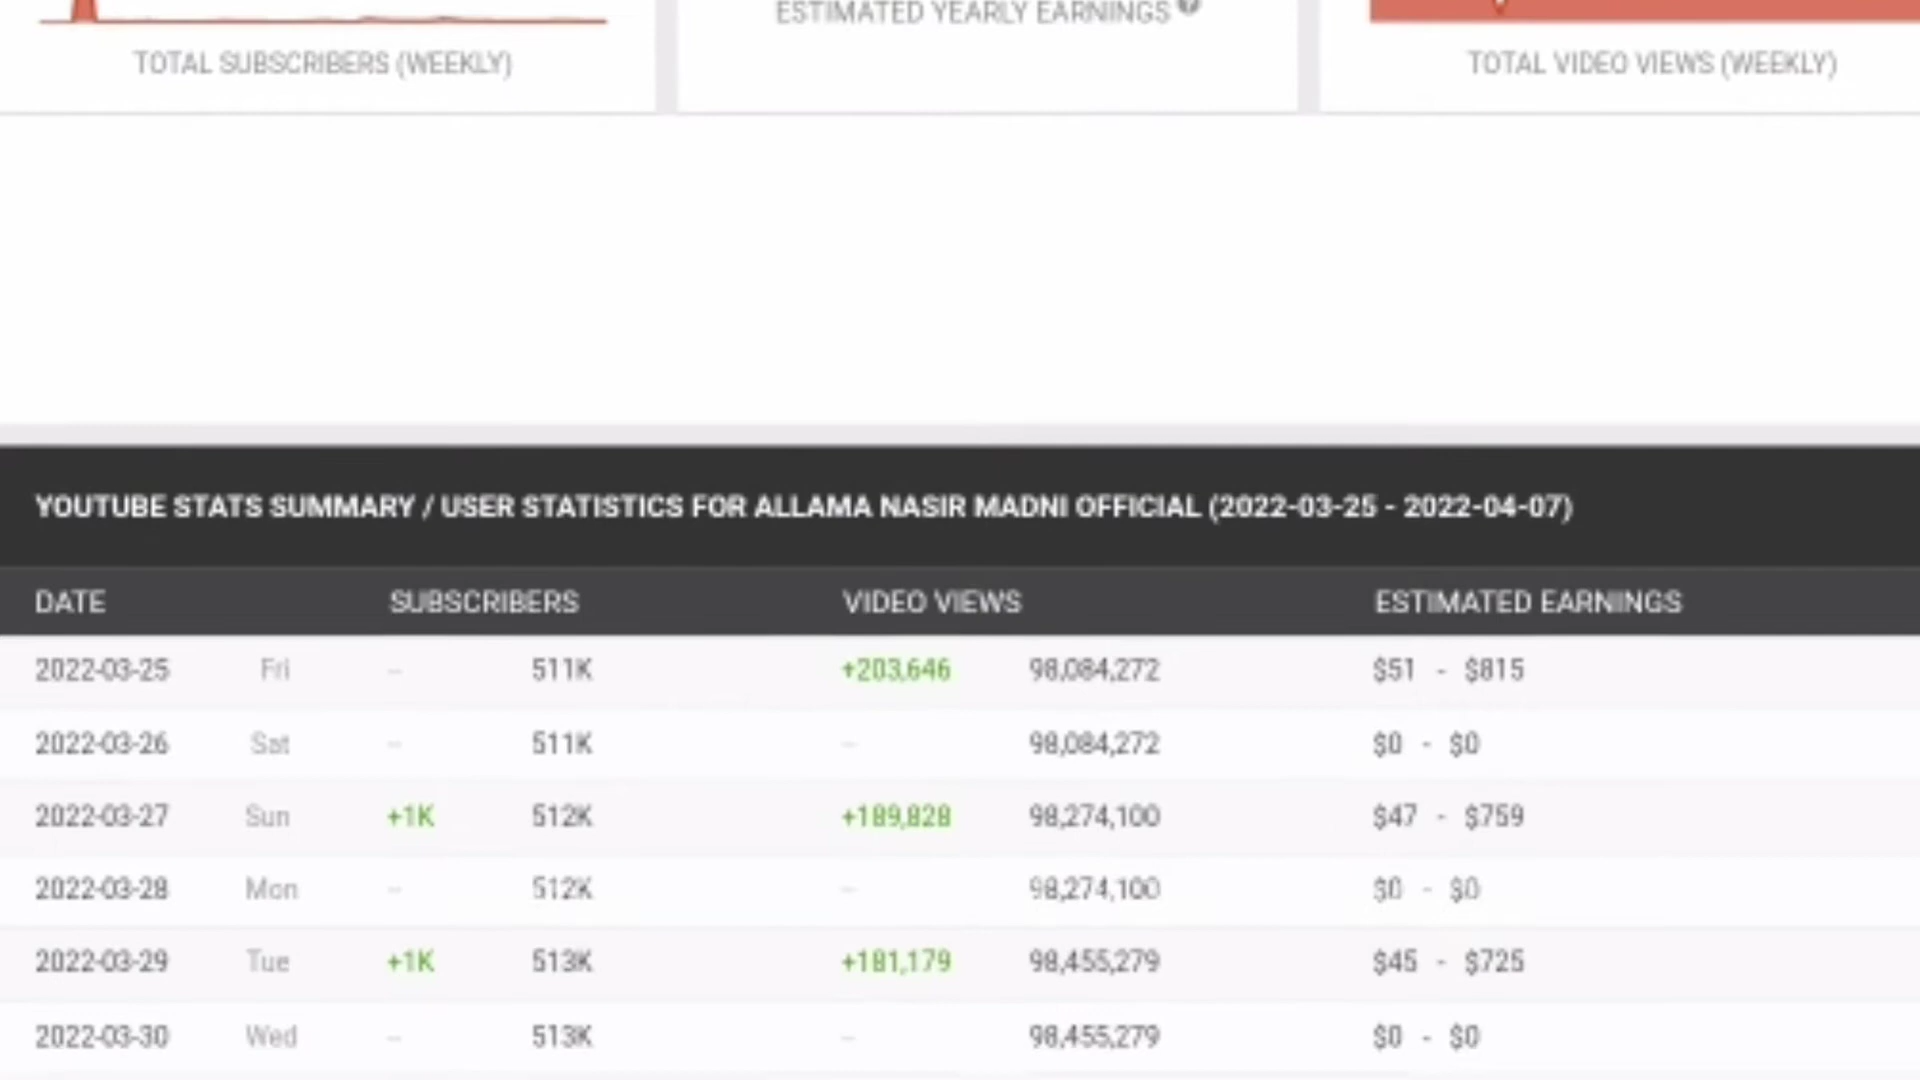 ESTIMATED YEARLY EARNINGS
TOTAL SUBSCRIBERS (WEEKLY)
TOTAL VIDEO VIEWS (WEEKLY)
YOUTUBE STATS SUMMARY / USER STATISTICS FOR ALLAMA NASIR MADNI OFFICIAL (2022-03-25 - 2022-04-07)
DATE SUBSCRIBERS VIDEO VIEWS ESTIMATED EARNINGS
2022-03-25 Fri -- 511K +203,646 98,084,272 $51 - $815
2022-03-26 Sat -- 511K -- 98,084,272 $0 - $0
2022-03-27 Sun +1K 512K +189,828 98,274,100 $47 - $759
2022-03-28 Mon -- 512K -- 98,274,100 $0 - $0
2022-03-29 Tue +1K 513K +181,179 98,455,279 $45 - $725
2022-03-30 Wed -- 513K -- 98,455,279 $0 - $0